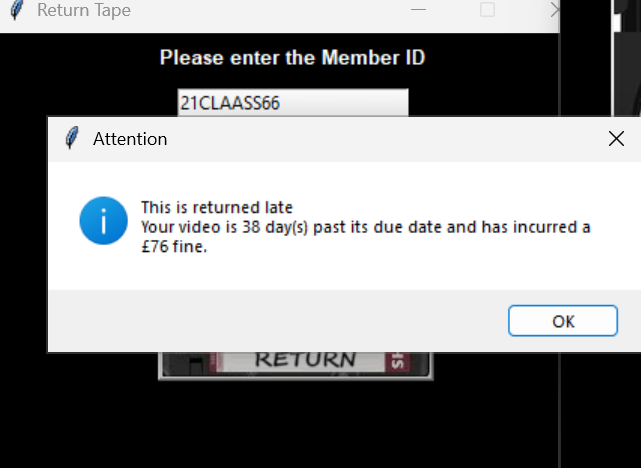 Return Tape
Please enter the Member ID
21CLAASS66
Attention
This is returned late
Your video is 38 day(s) past its due date and has incurred a
£76 fine.
OK
RETURN